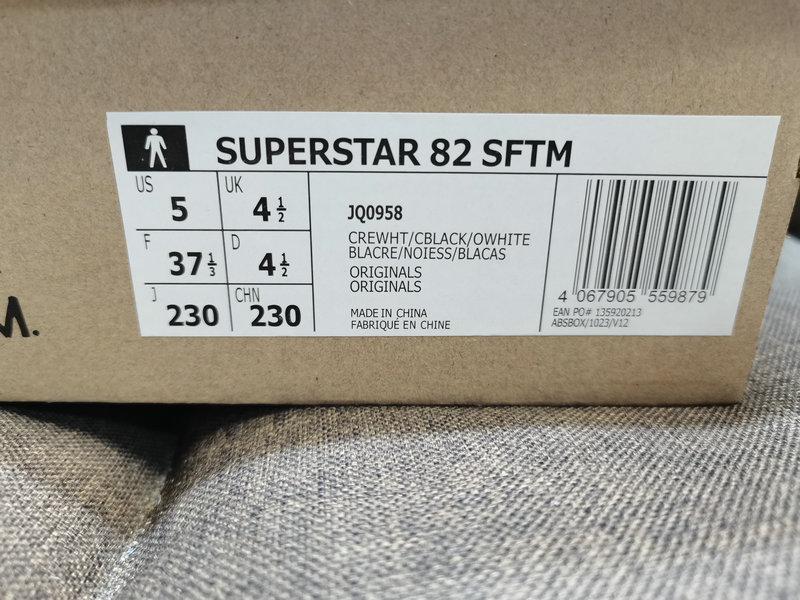 SUPERSTAR 82 SFTM
US 5 UK 4 1/2
F 37 1/3 D 4 1/2
J 230 CHN 230
JQ0958
CREWHT/CBLACK/OWHITE
BLACRE/NOIESS/BLACAS
ORIGINALS
ORIGINALS
MADE IN CHINA
FABRIQUÉ EN CHINE
4 067905 559879
EAN PO# 135920213
ABSBOX/1023/V12
M.